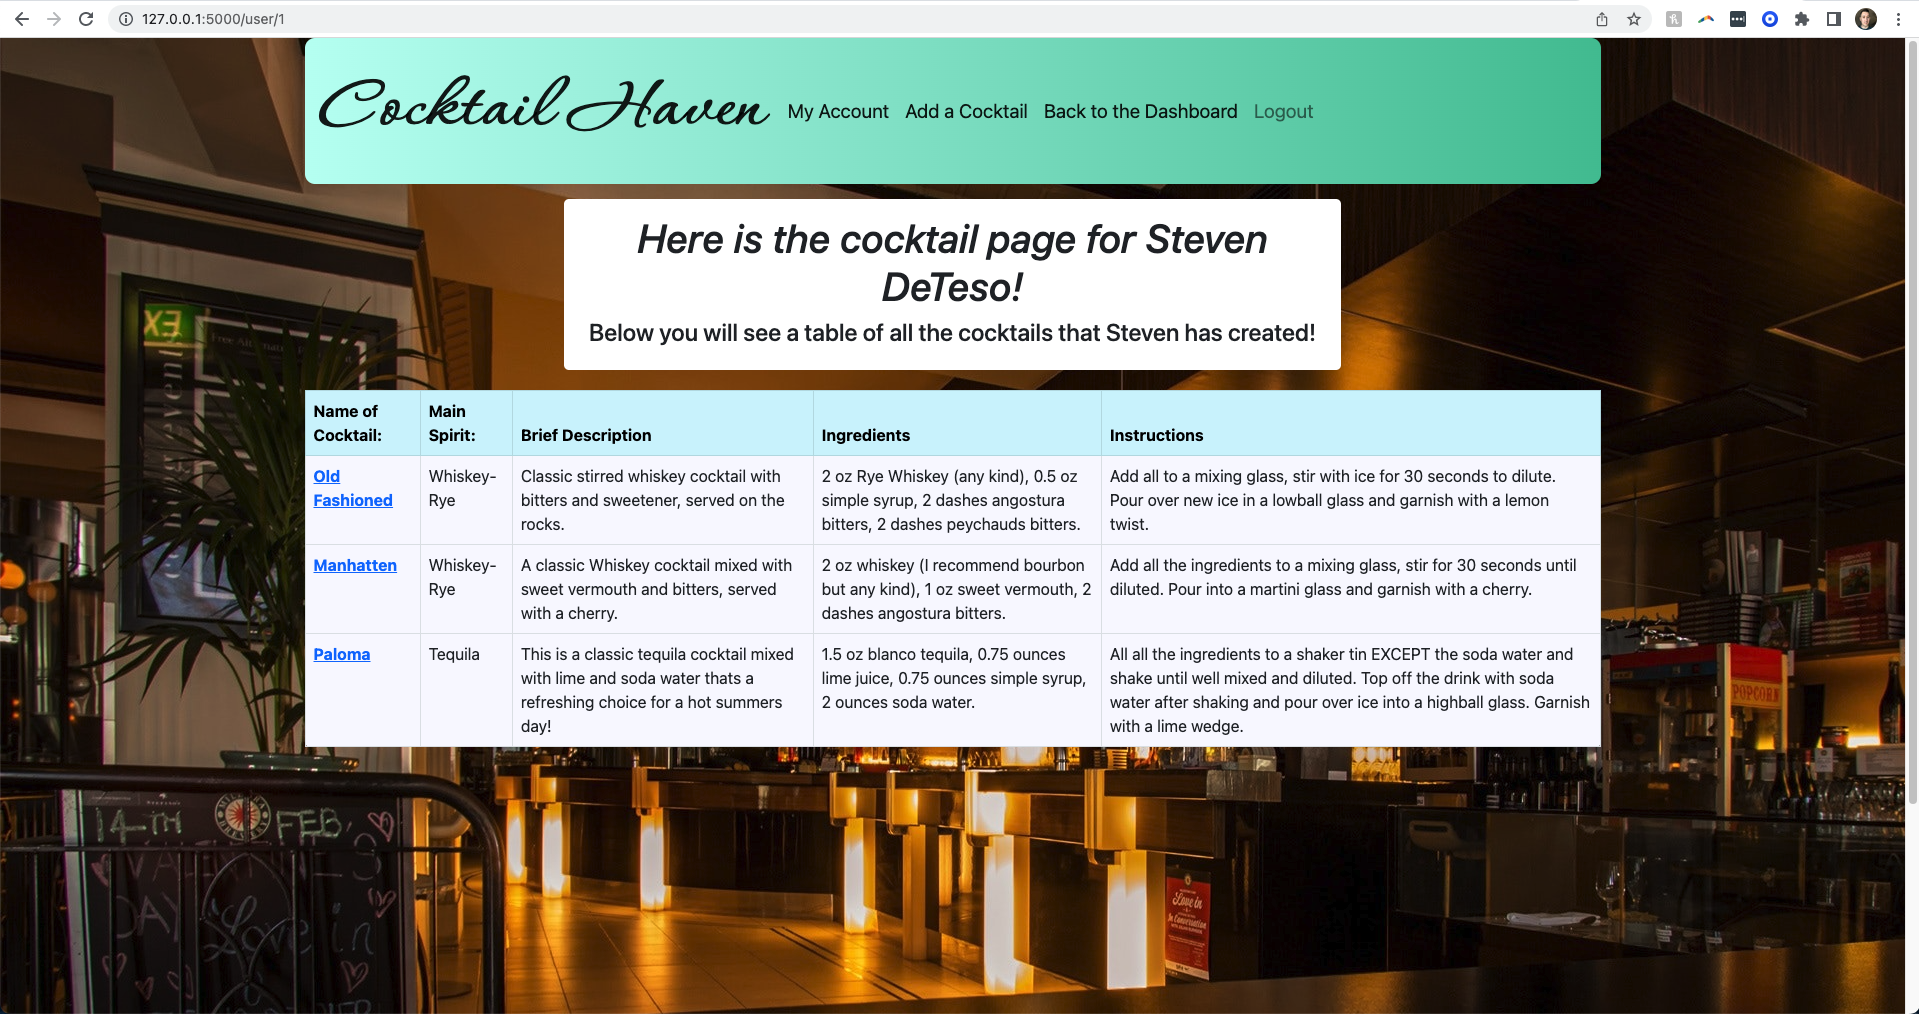 127.0.0.1:5000/user/1
Cocktail Haven
My Account Add a Cocktail Back to the Dashboard Logout
Here is the cocktail page for Steven
DeTeso!
Below you will see a table of all the cocktails that Steven has created!
Name of
Cocktail:
Main
Spirit:
Brief Description
Ingredients
Instructions
Old
Fashioned
Whiskey-
Rye
Classic stirred whiskey cocktail with
bitters and sweetener, served on the
rocks.
2 oz Rye Whiskey (any kind), 0.5 oz
simple syrup, 2 dashes angostura
bitters, 2 dashes peychauds bitters.
Add all to a mixing glass, stir with ice for 30 seconds to dilute.
Pour over new ice in a lowball glass and garnish with a lemon
twist.
Manhatten
Whiskey-
Rye
A classic Whiskey cocktail mixed with
sweet vermouth and bitters, served
with a cherry.
2 oz whiskey (I recommend bourbon
but any kind), 1 oz sweet vermouth, 2
dashes angostura bitters.
Add all the ingredients to a mixing glass, stir for 30 seconds until
diluted. Pour into a martini glass and garnish with a cherry.
Paloma
Tequila
This is a classic tequila cocktail mixed
with lime and soda water thats a
refreshing choice for a hot summers
day!
1.5 oz blanco tequila, 0.75 ounces
lime juice, 0.75 ounces simple syrup,
2 ounces soda water.
All all the ingredients to a shaker tin EXCEPT the soda water and
shake until well mixed and diluted. Top off the drink with soda
water after shaking and pour over ice into a highball glass. Garnish
with a lime wedge.
EX
POPCORN
14-TH FEB.
VALENTINES
DAY
Love in
Love in